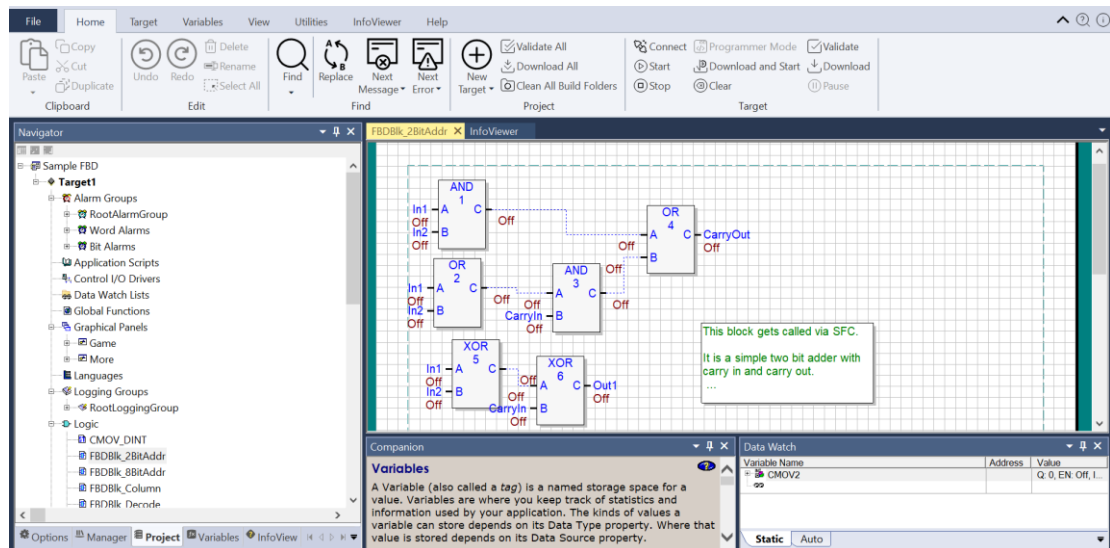 File Home Target Variables View Utilities InfoViewer Help
Paste Copy Cut Duplicate
Clipboard
Undo Redo Delete Rename Select All
Edit
Find Replace Next Message Next Error
Find
New Target Validate All Download All Clean All Build Folders
Project
Connect Programmer Mode Validate
Start Download and Start Download
Stop Clear Pause
Target
Navigator
Sample FBD
Target1
Alarm Groups
RootAlarmGroup
Word Alarms
Bit Alarms
Application Scripts
Control I/O Drivers
Data Watch Lists
Global Functions
Graphical Panels
Game
More
Languages
Logging Groups
RootLoggingGroup
Logic
CMOV_DINT
FBDBlk_2BitAddr
FBDBlk_8BitAddr
FBDBlk_Column
FBDBlk_Decode
Options Manager Project Variables InfoView
FBDBlk_2BitAddr InfoViewer
AND
1
In1 A C
Off Off
In2 B
Off
OR
4
A C CarryOut
Off Off
B
Off
OR
2
In1 A C
Off Off
In2 B
Off
AND
3
A C
Off Off
CarryIn B
Off
XOR
5
In1 A C
Off Off
In2 B
Off
XOR
6
A C Out1
Off Off
CarryIn B
Off
This block gets called via SFC.
It is a simple two bit adder with
carry in and carry out.
...
Companion
Variables
A Variable (also called a tag) is a named storage space for a
value. Variables are where you keep track of statistics and
information used by your application. The kinds of values a
variable can store depends on its Data Type property. Where that
value is stored depends on its Data Source property.
Data Watch
Variable Name Address Value
CMOV2 Q: 0, EN: Off, I...
Static Auto